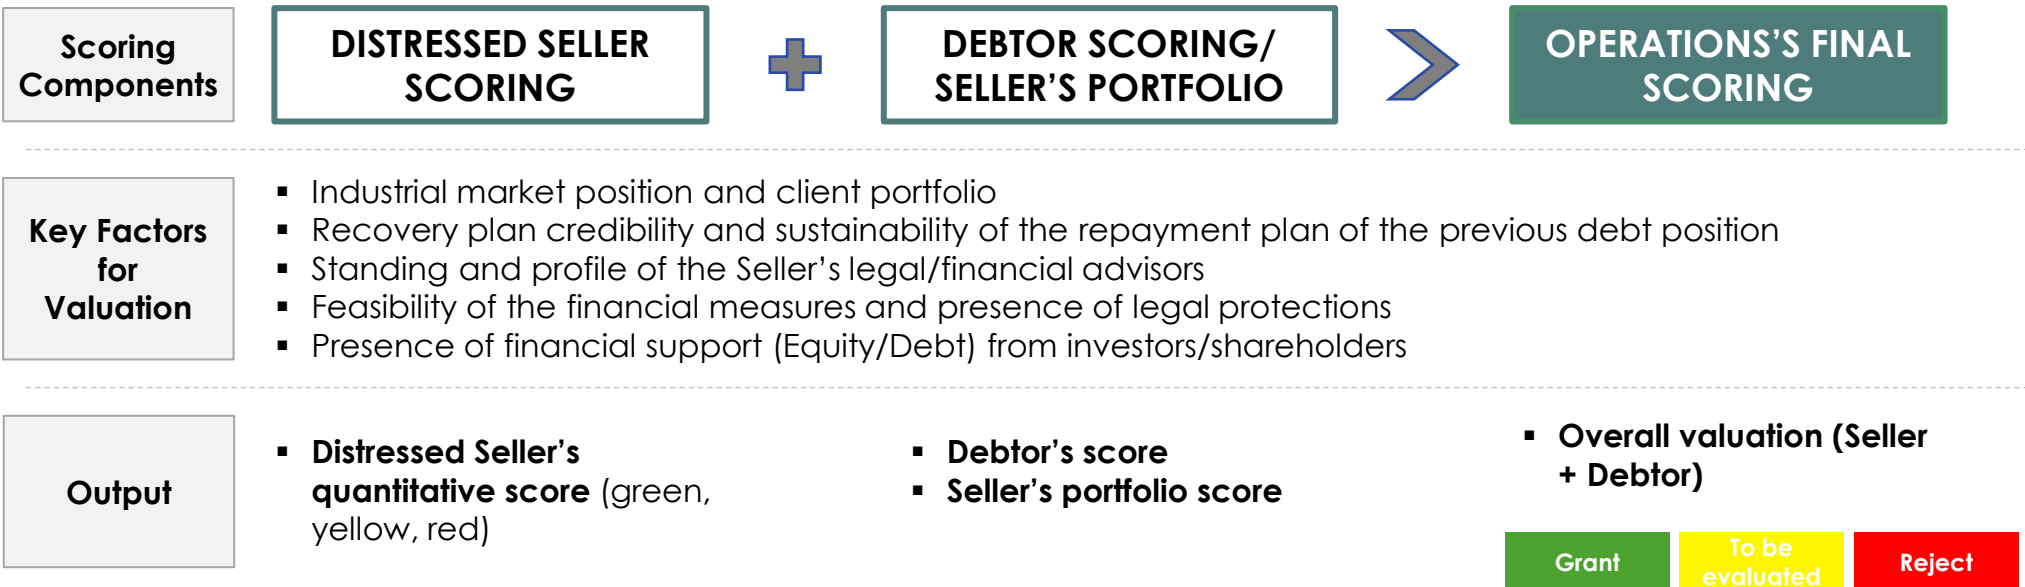 Scoring
Components
DISTRESSED SELLER
SCORING
DEBTOR SCORING/
SELLER'S PORTFOLIO
OPERATIONS'S FINAL
SCORING
Key Factors
for
Valuation
▪ Industrial market position and client portfolio
▪ Recovery plan credibility and sustainability of the repayment plan of the previous debt position
▪ Standing and profile of the Seller's legal/financial advisors
▪ Feasibility of the financial measures and presence of legal protections
▪ Presence of financial support (Equity/Debt) from investors/shareholders
Output
▪ Distressed Seller's
quantitative score (green,
yellow, red)
▪ Debtor's score
▪ Seller's portfolio score
▪ Overall valuation (Seller
+ Debtor)
Grant
To be
evaluated
Reject